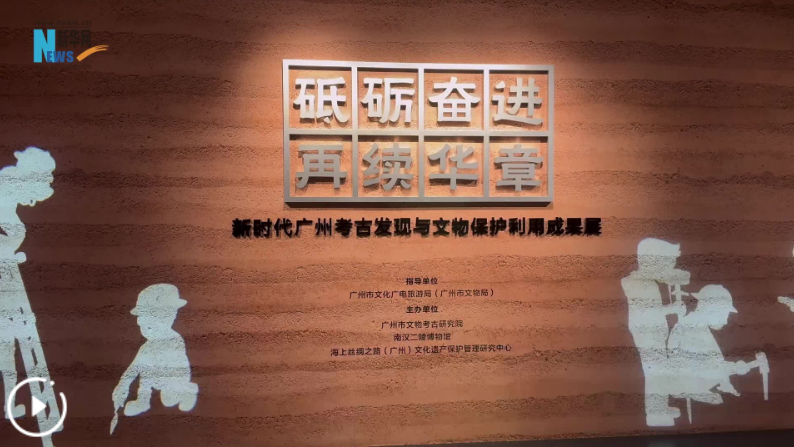 NEWS
砥砺奋进
再续华章
新时代广州考古发现与文物保护利用成果展
指导单位
广州市文化广电旅游局（广州市文物局）
主办单位
广州市文物考古研究院
南汉二陵博物馆
海上丝绸之路（广州）文化遗产保护管理研究中心